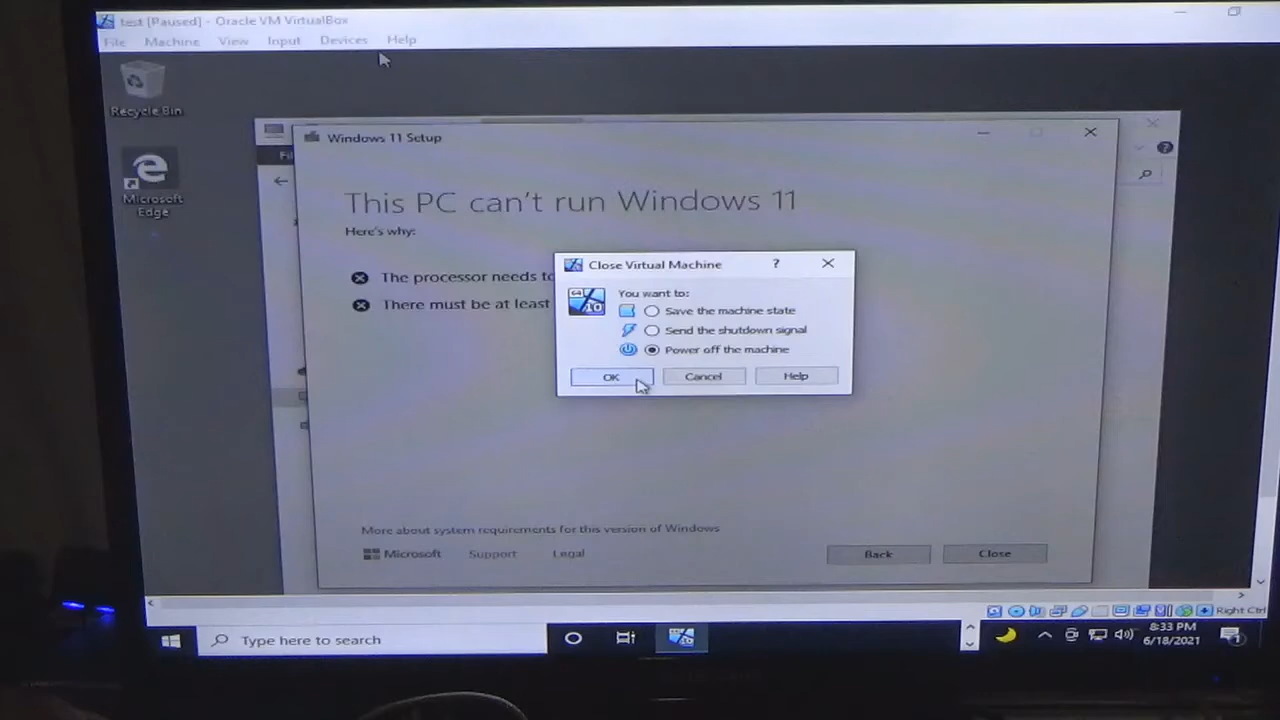 test [Paused] - Oracle VM VirtualBox
File Machine View Input Devices Help
Recycle Bin
Microsoft
Edge
Windows 11 Setup
This PC can't run Windows 11
Here's why:
The processor needs to
There must be at least
Close Virtual Machine
?
64
10
You want to:
Save the machine state
Send the shutdown signal
Power off the machine
OK Cancel Help
More about system requirements for this version of Windows
Microsoft Support Legal
Back Close
Right Ctrl
Type here to search
8:33 PM
6/18/2021
1